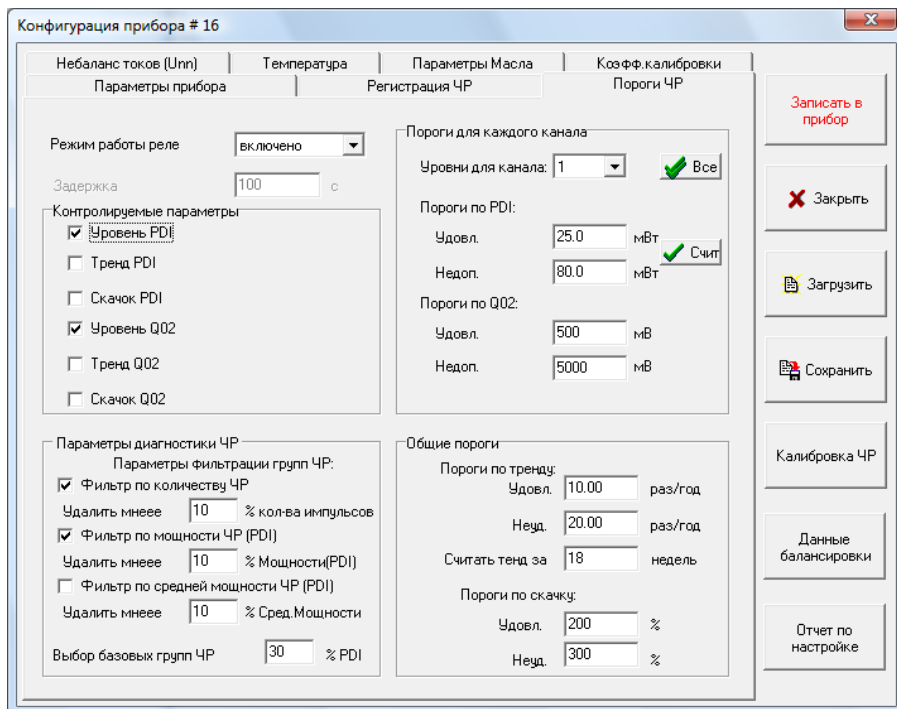 Конфигурация прибора # 16
Небаланс токов (Unn) Температура Параметры Масла Коэфф.калибровки
Параметры прибора Регистрация ЧР Пороги ЧР
Режим работы реле включено
Задержка 100 с
Контролируемые параметры
Уровень PDI
Тренд PDI
Скачок PDI
Уровень Q02
Тренд Q02
Скачок Q02
Пороги для каждого канала
Уровни для канала: 1 Все
Пороги по PDI:
Удовл. 25.0 мВт
Счит
Недоп. 80.0 мВт
Пороги по Q02:
Удовл. 500 мВ
Недоп. 5000 мВ
Параметры диагностики ЧР
Параметры фильтрации групп ЧР:
Фильтр по количеству ЧР
Удалить мнеее 10 % кол-ва импульсов
Фильтр по мощности ЧР (PDI)
Удалить мнеее 10 % Мощности(PDI)
Фильтр по средней мощности ЧР (PDI)
Удалить мнеее 10 % Сред.Мощности
Выбор базовых групп ЧР 30 % PDI
Общие пороги
Пороги по тренду:
Удовл. 10.00 раз/год
Неуд. 20.00 раз/год
Считать тенд за 18 недель
Пороги по скачку:
Удовл. 200 %
Неуд. 300 %
Записать в
прибор
Закрыть
Загрузить
Сохранить
Калибровка ЧР
Данные
балансировки
Отчет по
настройке